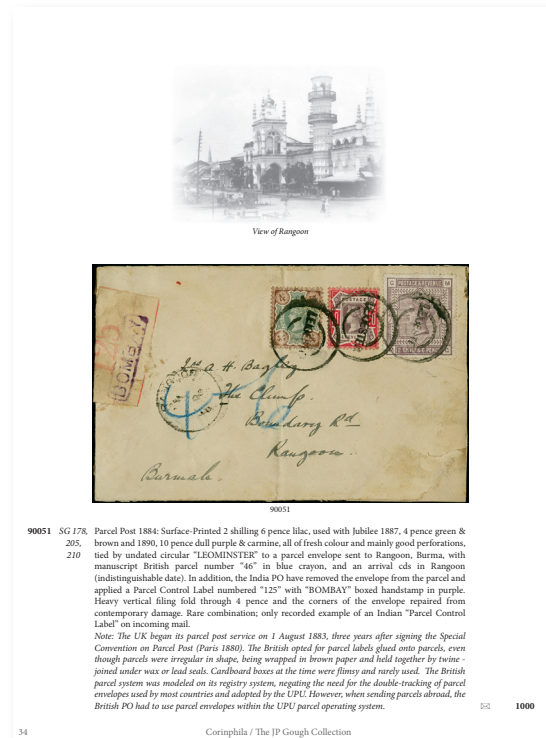 View of Rangoon
BOMBAY
POSTAGE & REVENUE
RANGOON
The Chimps.
Boundary Rd
Rangoon.
Burmah.
90051
90051 SG 178, Parcel Post 1884: Surface-Printed 2 shilling 6 pence lilac, used with Jubilee 1887, 4 pence green &
205, brown and 1890, 10 pence dull purple & carmine, all of fresh colour and mainly good perforations,
210 tied by undated circular “LEOMINSTER” to a parcel envelope sent to Rangoon, Burma, with
manuscript British parcel number “46” in blue crayon, and an arrival cds in Rangoon
(indistinguishable date). In addition, the India PO have removed the envelope from the parcel and
applied a Parcel Control Label numbered “125” with “BOMBAY” boxed handstamp in purple.
Heavy vertical filing fold through 4 pence and the corners of the envelope repaired from
contemporary damage. Rare combination; only recorded example of an Indian “Parcel Control
Label” on incoming mail.
Note: The UK began its parcel post service on 1 August 1883, three years after signing the Special
Convention on Parcel Post (Paris 1880). The British opted for parcel labels glued onto parcels, even
though parcels were irregular in shape, being wrapped in brown paper and held together by twine -
joined under wax or lead seals. Cardboard boxes at the time were flimsy and rarely used. The British
parcel system was modeled on its registry system, negating the need for the double-tracking of parcel
envelopes used by most countries and adopted by the UPU. However, when sending parcels abroad, the
British PO had to use parcel envelopes within the UPU parcel operating system. 1000
34 Corinphila / The JP Gough Collection